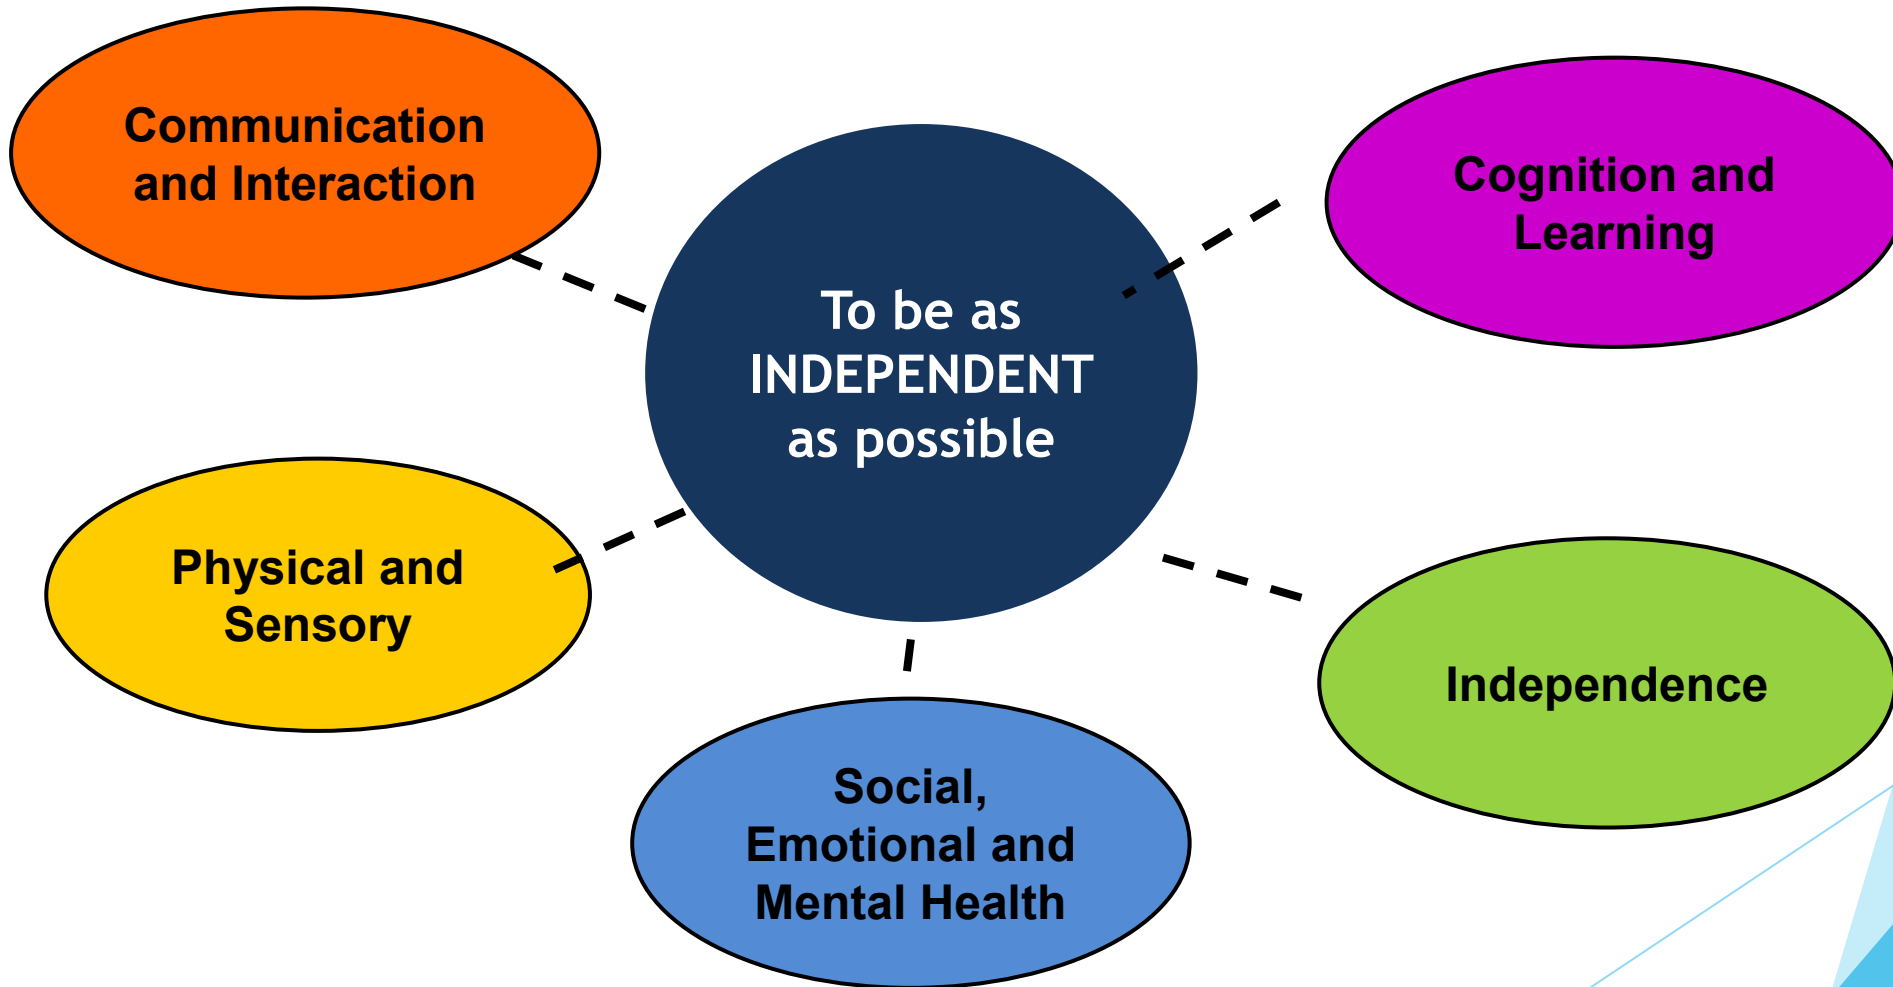 Communication
and Interaction
Cognition and
Learning
To be as
INDEPENDENT
as possible
Physical and
Sensory
Independence
Social,
Emotional and
Mental Health